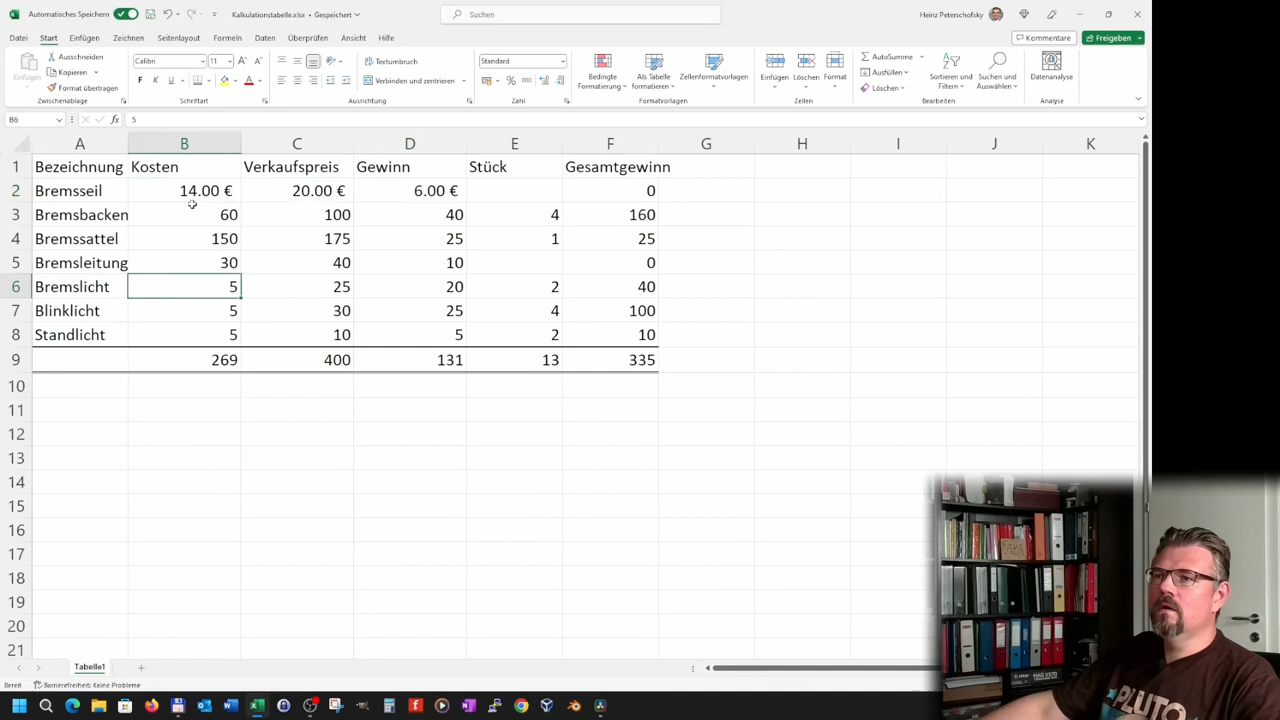 Automatisches Speichern
Kalkulationstabelle.xlsx • Gespeichert
Suchen
Heinz Peterschofsky
Datei Start Einfügen Zeichnen Seitenlayout Formeln Daten Überprüfen Ansicht Automatisieren Hilfe
Kommentare Freigeben
Einfügen
Ausschneiden
Kopieren
Format übertragen
Zwischenablage
Calibri 11
F K U
Schriftart
Textumbruch
Verbinden und zentrieren
Ausrichtung
Standard
Zahl
Bedingte Formatierung
Als Tabelle formatieren
Zellenformatvorlagen
Formatvorlagen
Einfügen Löschen Format
Zellen
AutoSumme
Ausfüllen
Löschen
Sortieren und Filtern
Suchen und Auswählen
Bearbeiten
Datenanalyse
Analyse
B6 fx 5
A B C D E F G H I J K
1 Bezeichnung Kosten Verkaufspreis Gewinn Stück Gesamtgewinn
2 Bremsseil 14.00 € 20.00 € 6.00 € 0
3 Bremsbacken 60 100 40 4 160
4 Bremssattel 150 175 25 1 25
5 Bremsleitung 30 40 10 0
6 Bremslicht 5 25 20 2 40
7 Blinklicht 5 30 25 4 100
8 Standlicht 5 10 5 2 10
9 269 400 131 13 335
10
11
12
13
14
15
16
17
18
19
20
21
Tabelle1
Bereit Barrierefreiheit: Keine Probleme
PLUTO